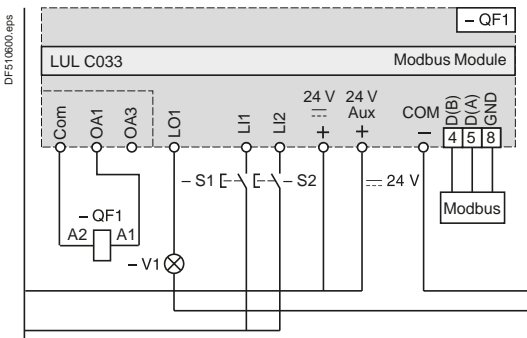 DF510600.eps
– QF1
LUL C033 Modbus Module
Com OA1 OA3 LO1 LI1 LI2 24 V + 24 V Aux + COM – D(B) D(A) GND
4 5 8
– S1 – S2 24 V
Modbus
– QF1
A2 A1
– V1